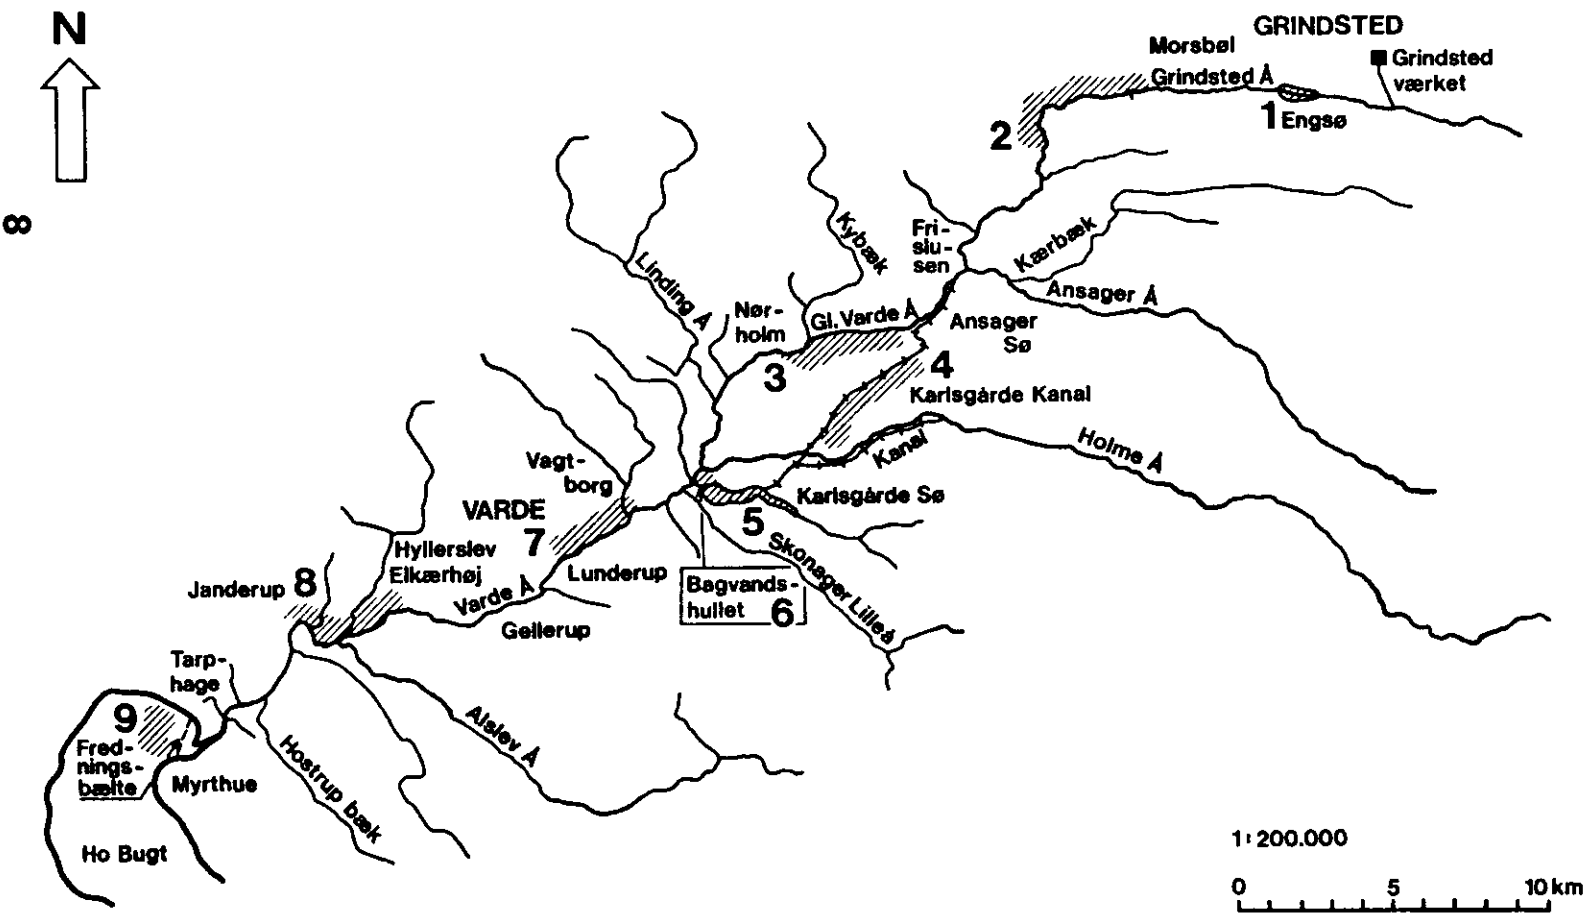 N
GRINDSTED
Morsbøl
Grindsted
værket
Grindsted Å
1 Engsø
2
8
Kybæk
Fri-
slu-
sen
Kærbæk
Linding Å
Ansager Å
Nør-
holm
Gl. Varde Å
Ansager
Sø
3
4
Karlsgårde Kanal
Kanal
Holme Å
Vagt-
borg
Karlsgårde Sø
VARDE
5
7
Skonager Lilleå
Hyllerslev
Elkærhøj
Lunderup
Bagvands-
hullet 6
Janderup 8
Varde Å
Gellerup
Tarp-
hage
9
Fred-
nings-
bælte
Myrthue
Hostrup bæk
Alslev Å
Ho Bugt
1:200.000
0 5 10 km